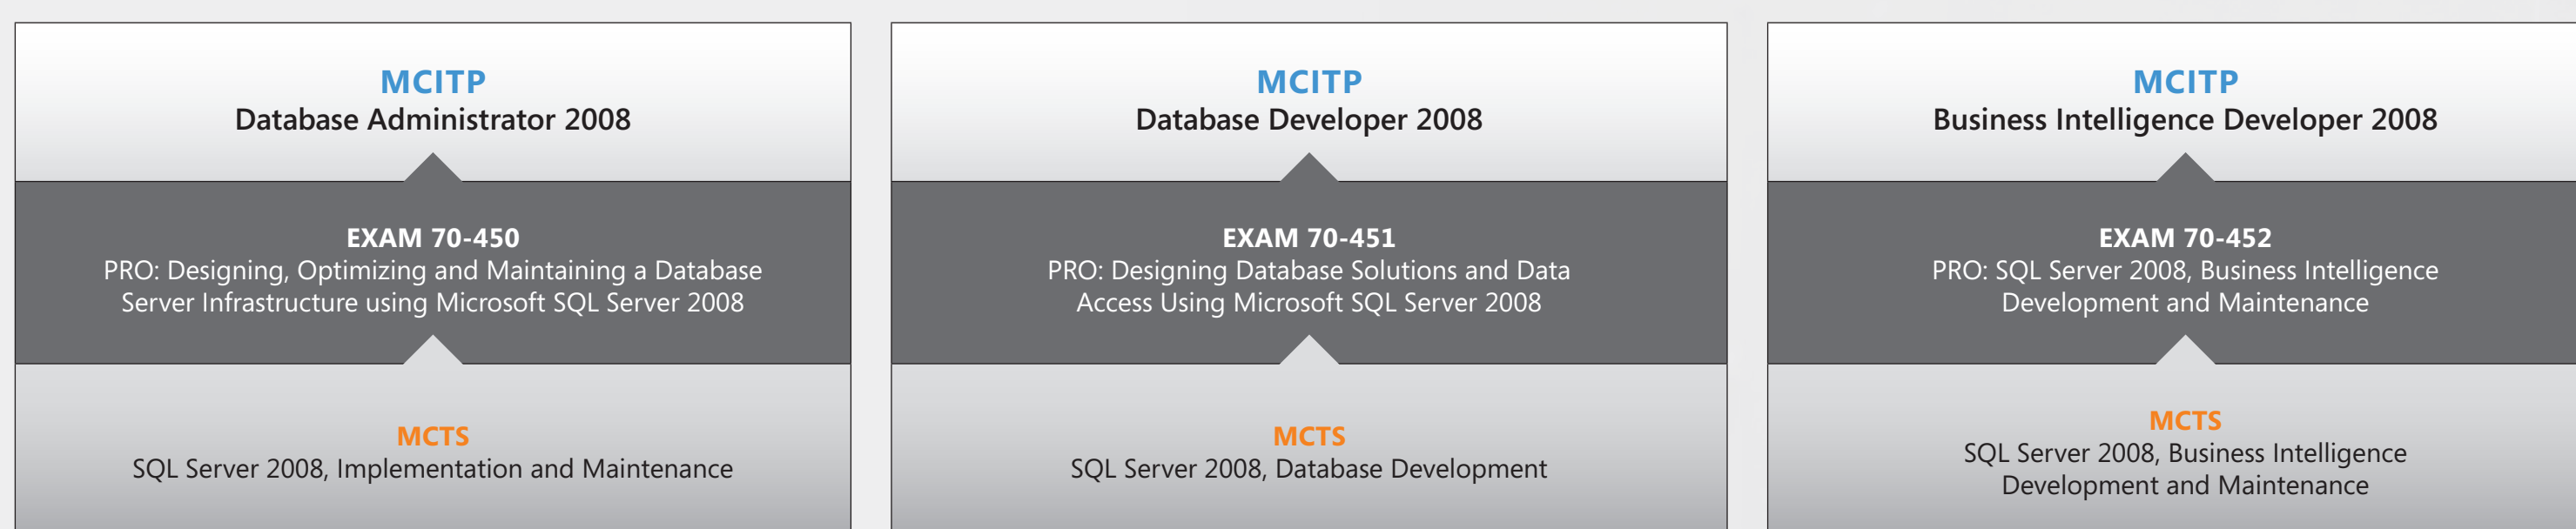 MCITP
Database Administrator 2008
EXAM 70-450
PRO: Designing, Optimizing and Maintaining a Database
Server Infrastructure using Microsoft SQL Server 2008
MCTS
SQL Server 2008, Implementation and Maintenance
MCITP
Database Developer 2008
EXAM 70-451
PRO: Designing Database Solutions and Data
Access Using Microsoft SQL Server 2008
MCTS
SQL Server 2008, Database Development
MCITP
Business Intelligence Developer 2008
EXAM 70-452
PRO: SQL Server 2008, Business Intelligence
Development and Maintenance
MCTS
SQL Server 2008, Business Intelligence
Development and Maintenance